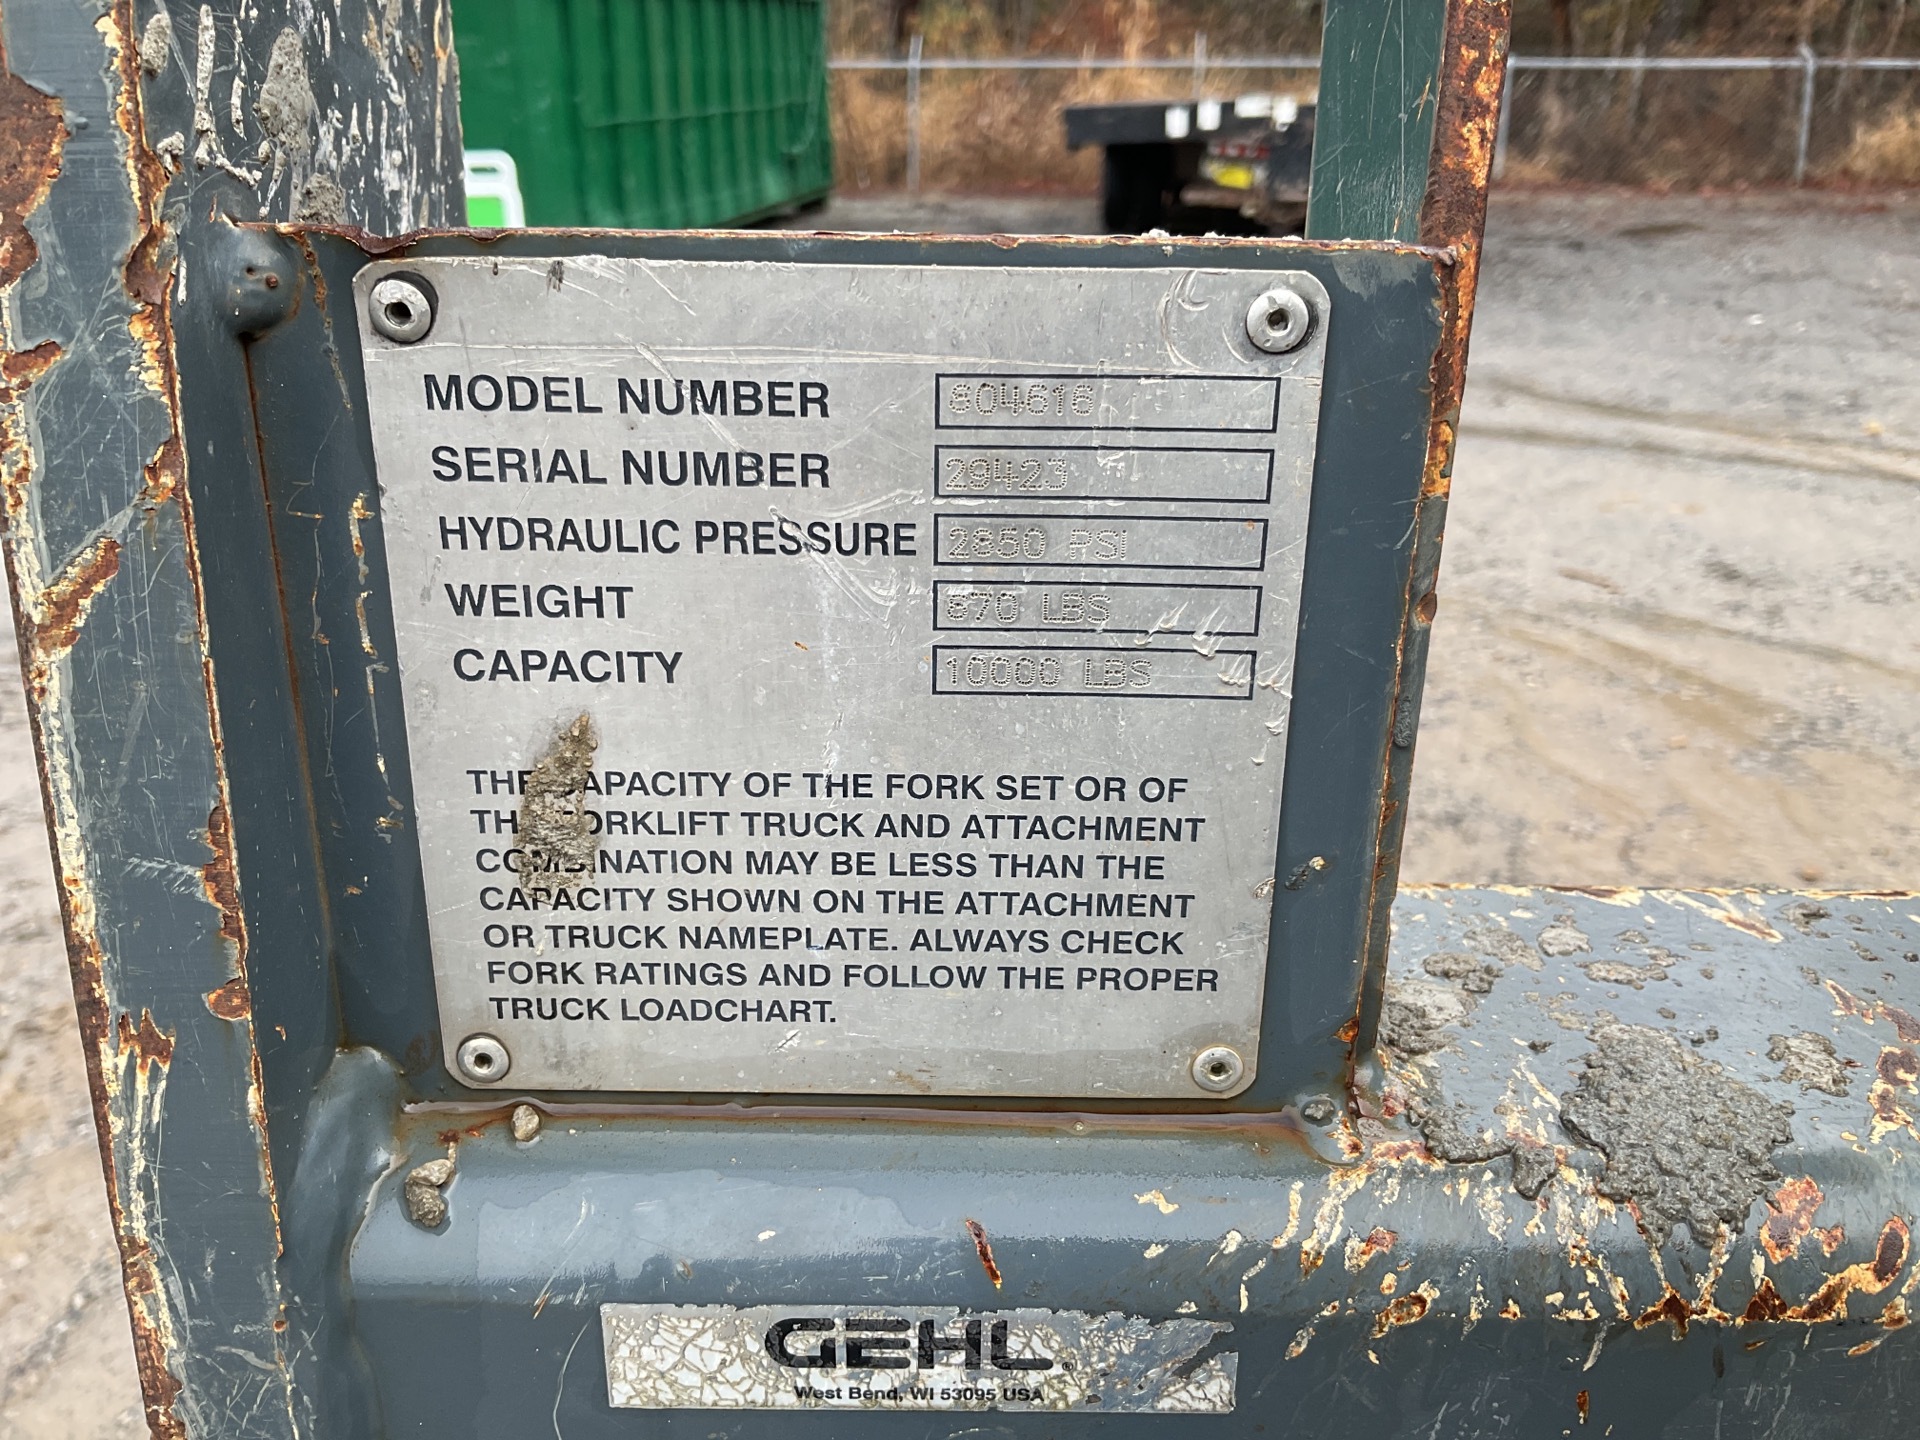 MODEL NUMBER 804616
SERIAL NUMBER 29423
HYDRAULIC PRESSURE 2850 PSI
WEIGHT 870 LBS
CAPACITY 10000 LBS
THE CAPACITY OF THE FORK SET OR OF
THE FORKLIFT TRUCK AND ATTACHMENT
COMBINATION MAY BE LESS THAN THE
CAPACITY SHOWN ON THE ATTACHMENT
OR TRUCK NAMEPLATE. ALWAYS CHECK
FORK RATINGS AND FOLLOW THE PROPER
TRUCK LOADCHART.
GEHL®
West Bend, WI 53095 USA